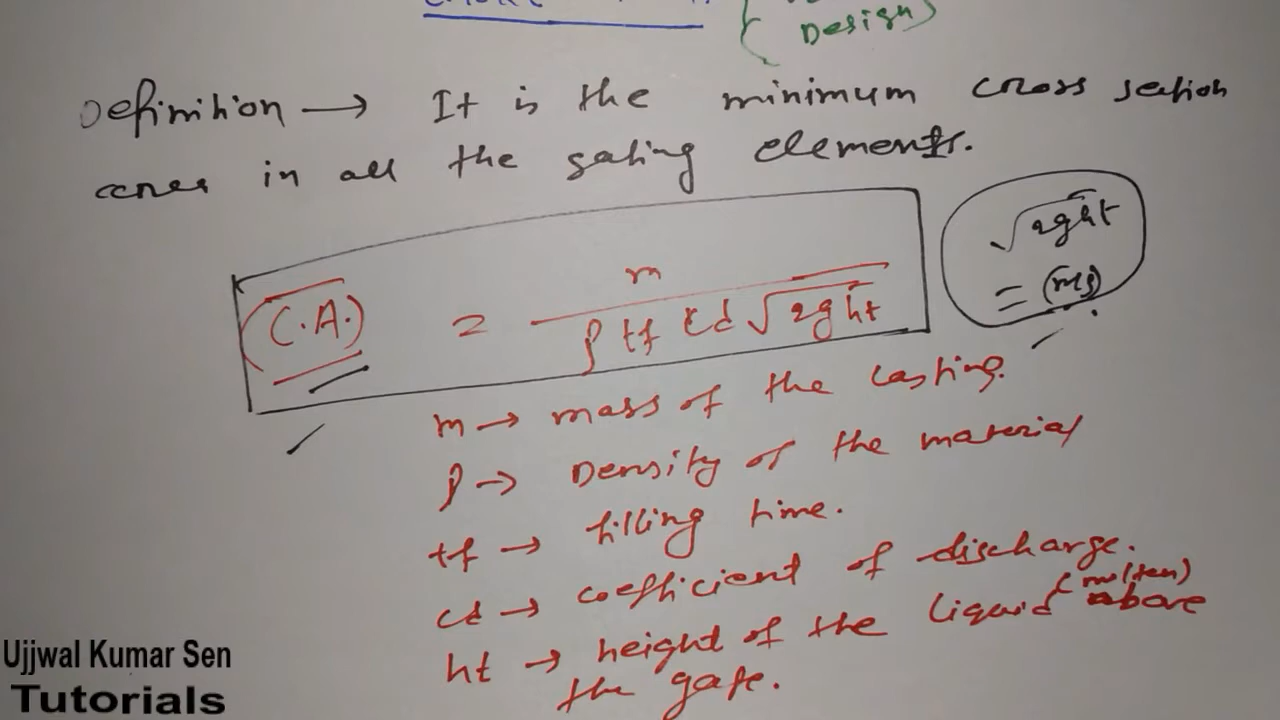 Design)
Definition → It is the minimum cross section
area in all the gating elements.
(C.A.) = m / ρ tf cd √2ght
√2ght
= (m/s)
m → mass of the casting.
ρ → Density of the material
tf → filling time.
cd → coefficient of discharge.
ht → height of the liquid (molten) above
the gate.
Ujjwal Kumar Sen
Tutorials